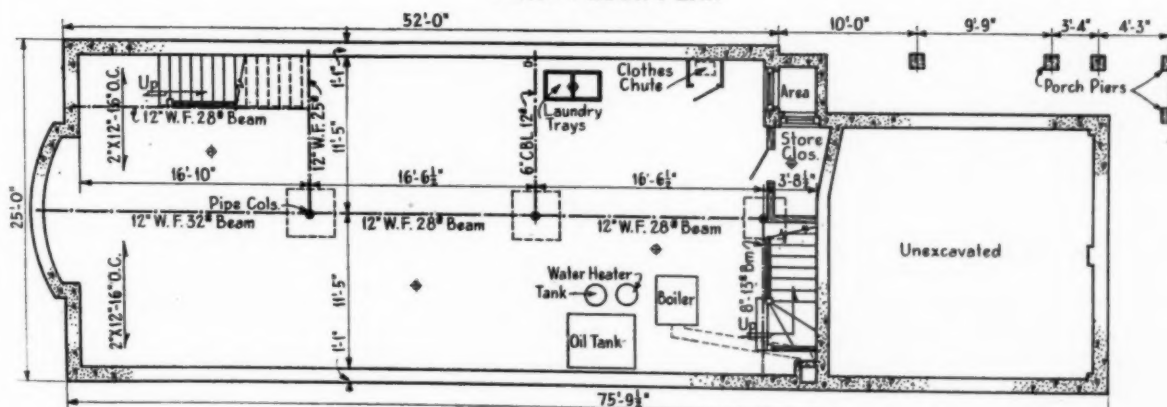 52'-0"
10'-0"
9'-9"
3'-4"
4'-3"
Up
1'-1"
Clothes
Chute
Area
Porch Piers
2"X12"-16"O.C.
℄ 12" W.F. 28# Beam
12" W.F. 25#
11'-5"
6" CBL 12#
Laundry
Trays
Store
Clos.
25'-0"
16'-10"
16'-6½"
16'-6½"
3'-8½"
Pipe Cols.
12" W.F. 32# Beam
12" W.F. 28# Beam
12" W.F. 28# Beam
Unexcavated
2"X12"-16"O.C.
11'-5"
Water Heater
Tank
Boiler
8"-13# Bm
Oil Tank
Up
1'-1"
75'-9½"